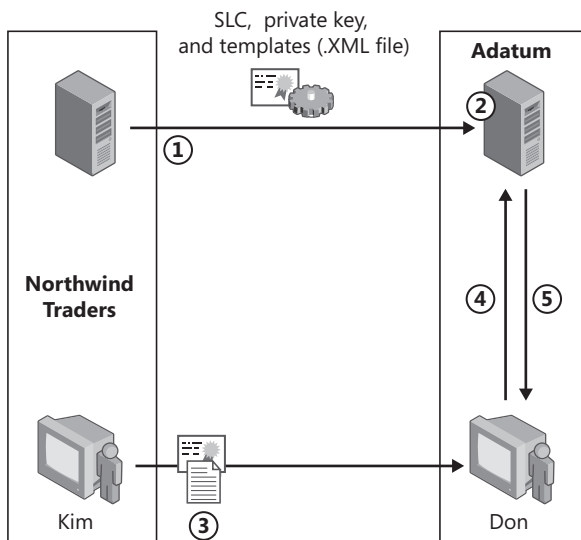 SLC, private key,
and templates (.XML file)
Adatum
2
1
Northwind
Traders
4
5
Kim
3
Don